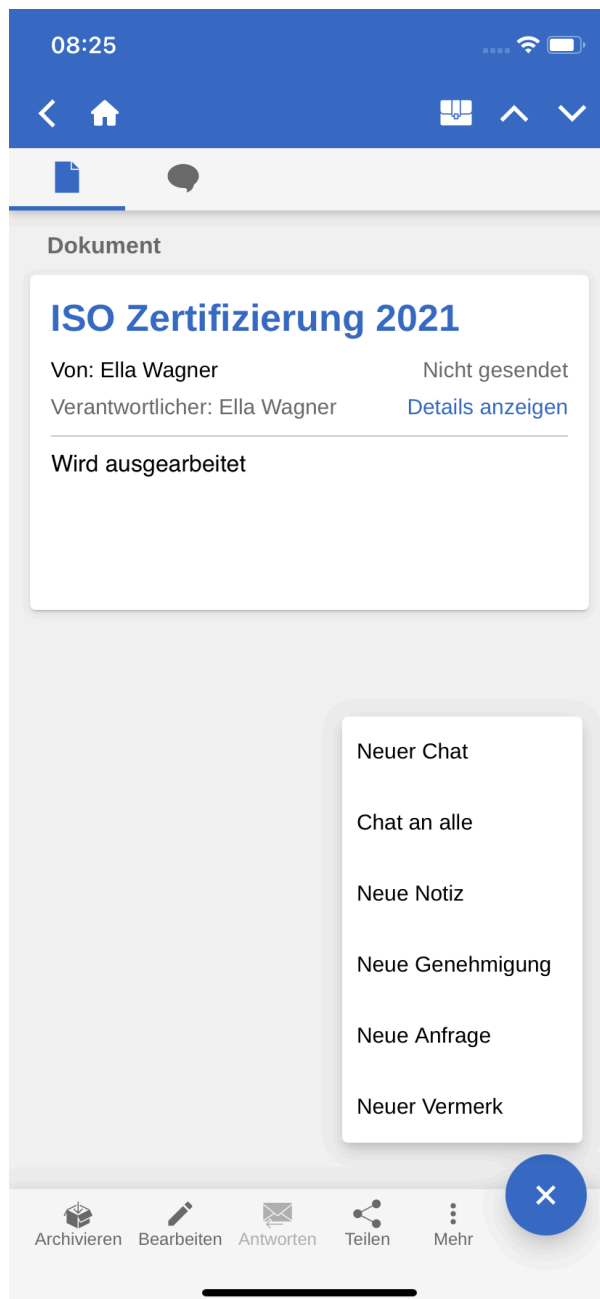 08:25
Dokument
ISO Zertifizierung 2021
Von: Ella Wagner Nicht gesendet
Verantwortlicher: Ella Wagner Details anzeigen
Wird ausgearbeitet
Neuer Chat
Chat an alle
Neue Notiz
Neue Genehmigung
Neue Anfrage
Neuer Vermerk
Archivieren Bearbeiten Antworten Teilen Mehr